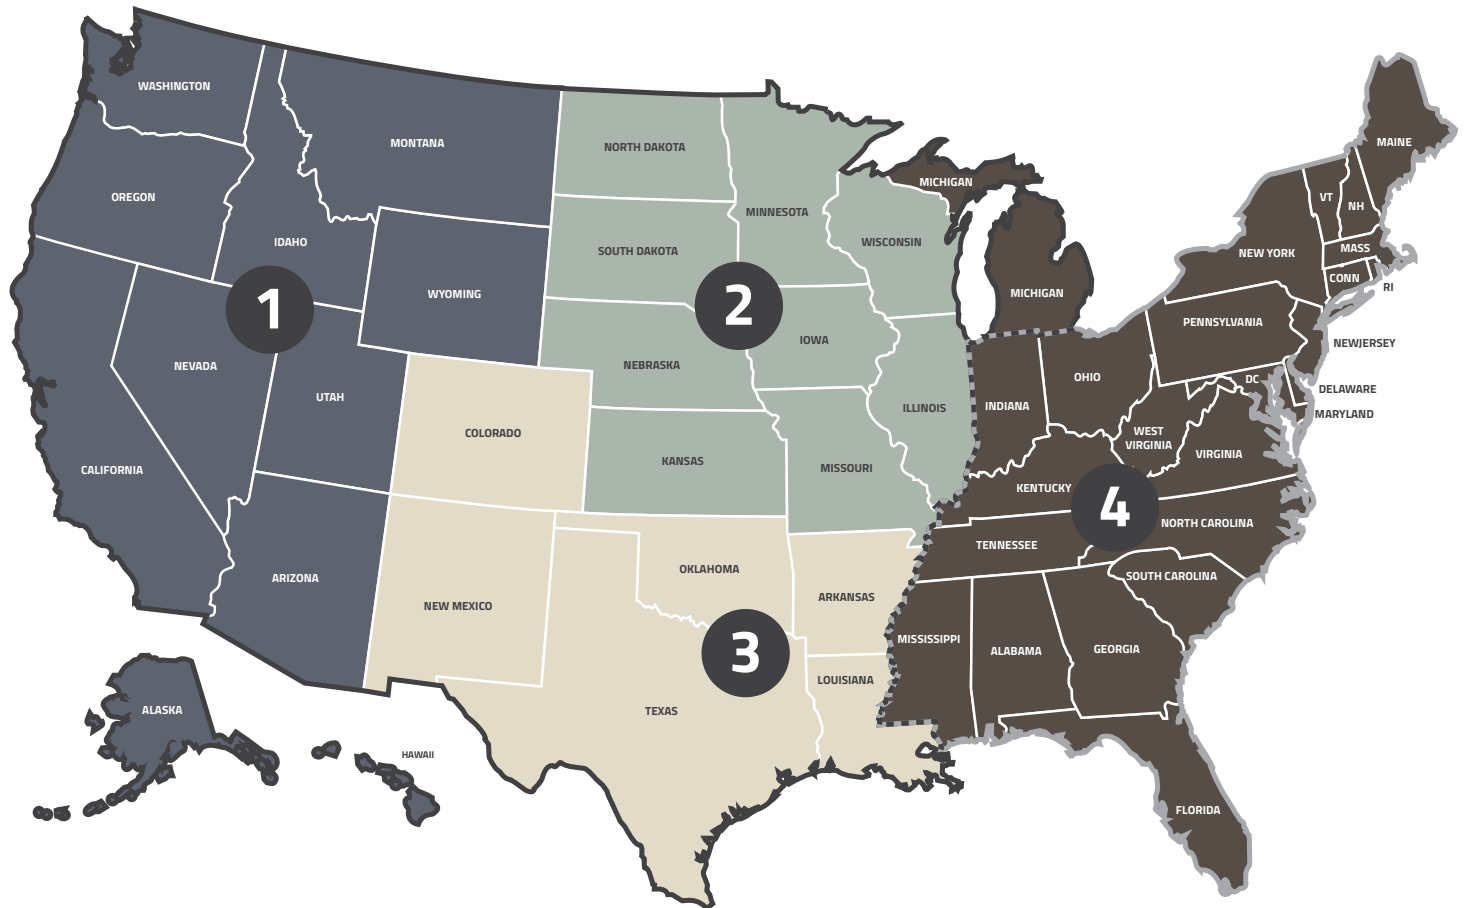 WASHINGTON
MONTANA
OREGON
IDAHO
WYOMING
1
NEVADA
UTAH
CALIFORNIA
ARIZONA
ALASKA
HAWAII
NORTH DAKOTA
MINNESOTA
SOUTH DAKOTA
WISCONSIN
2
IOWA
NEBRASKA
ILLINOIS
KANSAS
MISSOURI
COLORADO
OKLAHOMA
NEW MEXICO
ARKANSAS
3
LOUISIANA
TEXAS
MICHIGAN
MICHIGAN
MAINE
VT
NH
NEW YORK
MASS
CONN
RI
PENNSYLVANIA
NEWJERSEY
OHIO
DC
DELAWARE
INDIANA
MARYLAND
WEST
VIRGINIA
VIRGINIA
KENTUCKY
4
NORTH CAROLINA
TENNESSEE
SOUTH CAROLINA
MISSISSIPPI
ALABAMA
GEORGIA
FLORIDA